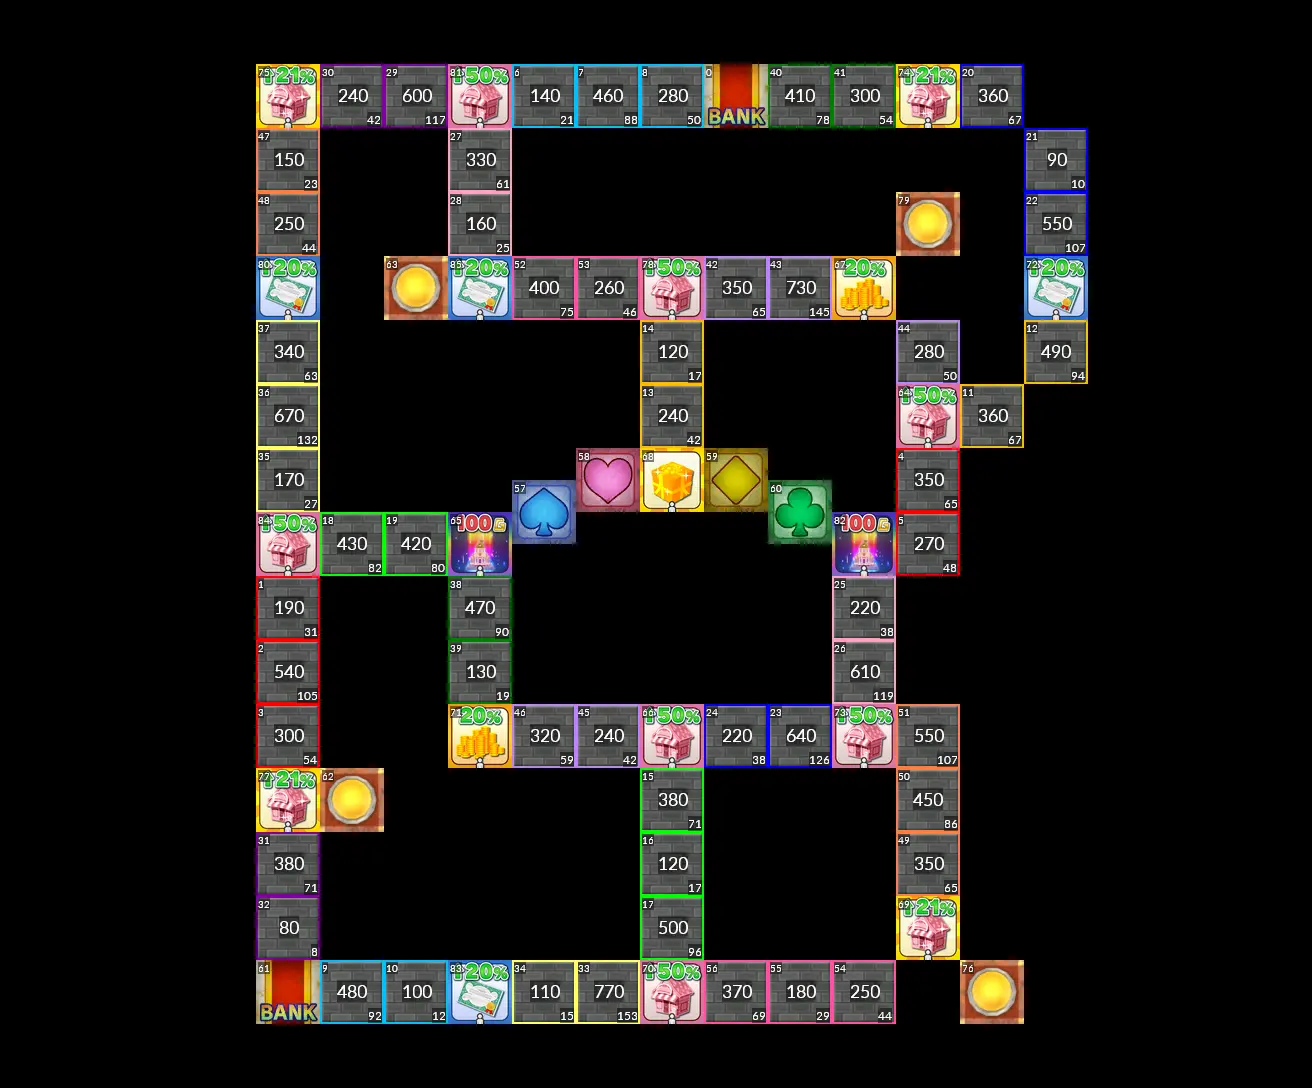 75 ↑21% 30 240 42 29 600 117 81 ↑50% 6 140 21 7 460 88 8 280 50 0 BANK 40 410 78 41 300 54 74 ↑21% 20 360 67
47 150 23 27 330 61 21 90 10
48 250 44 28 160 25 79 22 550 107
80 ↑20% 63 85 ↑20% 52 400 75 53 260 46 78 ↑50% 42 350 65 43 730 145 67 20% 72 ↑20%
37 340 63 14 120 17 44 280 50 12 490 94
36 670 132 13 240 42 64 ↑50% 11 360 67
35 170 27 58 68 59 4 350 65
57 60
84 ↑50% 18 430 82 19 420 80 65 100G 82 100G 5 270 48
1 190 31 38 470 90 25 220 38
2 540 105 39 130 19 26 610 119
3 300 54 71 20% 46 320 59 45 240 42 66 ↑50% 24 220 38 23 640 126 73 ↑50% 51 550 107
77 ↑21% 62 15 380 71 50 450 86
31 380 71 16 120 17 49 350 65
32 80 8 17 500 96 69 ↑21%
61 BANK 9 480 92 10 100 12 83 ↑20% 34 110 15 33 770 153 70 ↑50% 56 370 69 55 180 29 54 250 44 76